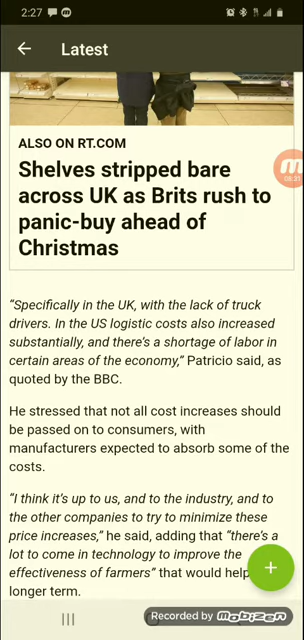 2:27
Latest
ALSO ON RT.COM
Shelves stripped bare
across UK as Brits rush to
panic-buy ahead of
Christmas
08:31
“Specifically in the UK, with the lack of truck
drivers. In the US logistic costs also increased
substantially, and there’s a shortage of labor in
certain areas of the economy,” Patricio said, as
quoted by the BBC.
He stressed that not all cost increases should
be passed on to consumers, with
manufacturers expected to absorb some of the
costs.
“I think it’s up to us, and to the industry, and to
the other companies to try to minimize these
price increases,” he said, adding that “there’s a
lot to come in technology to improve the
effectiveness of farmers” that would help
longer term.
Recorded by Mobizen